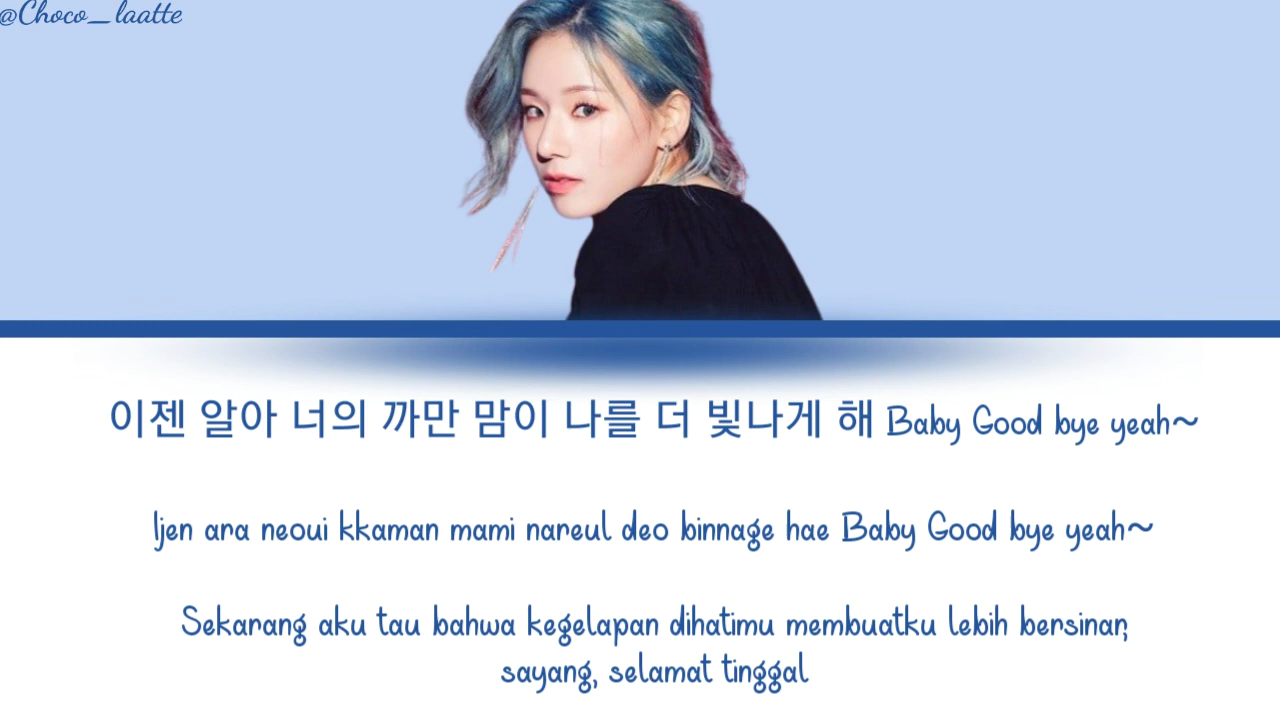 @Choco_laatte
이젠 알아 너의 까만 맘이 나를 더 빛나게 해 Baby Good bye yeah~
Ijen ara neoui kkaman mami nareul deo binnage hae Baby Good bye yeah~
Sekarang aku tau bahwa kegelapan dihatimu membuatku lebih bersinar,
sayang, selamat tinggal